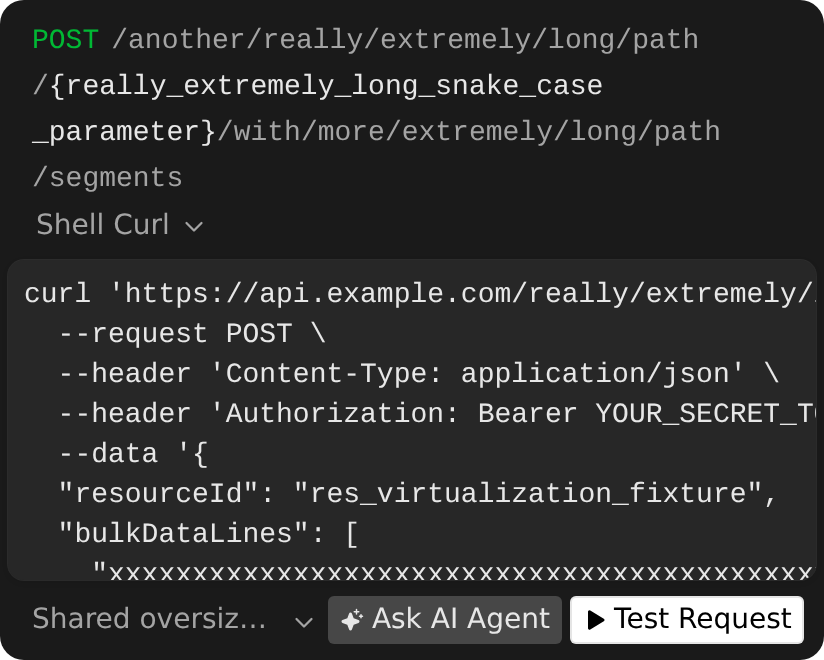 POST /another/really/extremely/long/path
/{really_extremely_long_snake_case
_parameter}/with/more/extremely/long/path
/segments
Shell Curl
curl 'https://api.example.com/really/extremely/
--request POST \
--header 'Content-Type: application/json' \
--header 'Authorization: Bearer YOUR_SECRET_T
--data '{
"resourceId": "res_virtualization_fixture",
"bulkDataLines": [
"xxxxxxxxxxxxxxxxxxxxxxxxxxxxxxxxxxxxxxxxxx
Shared oversiz... Ask AI Agent Test Request